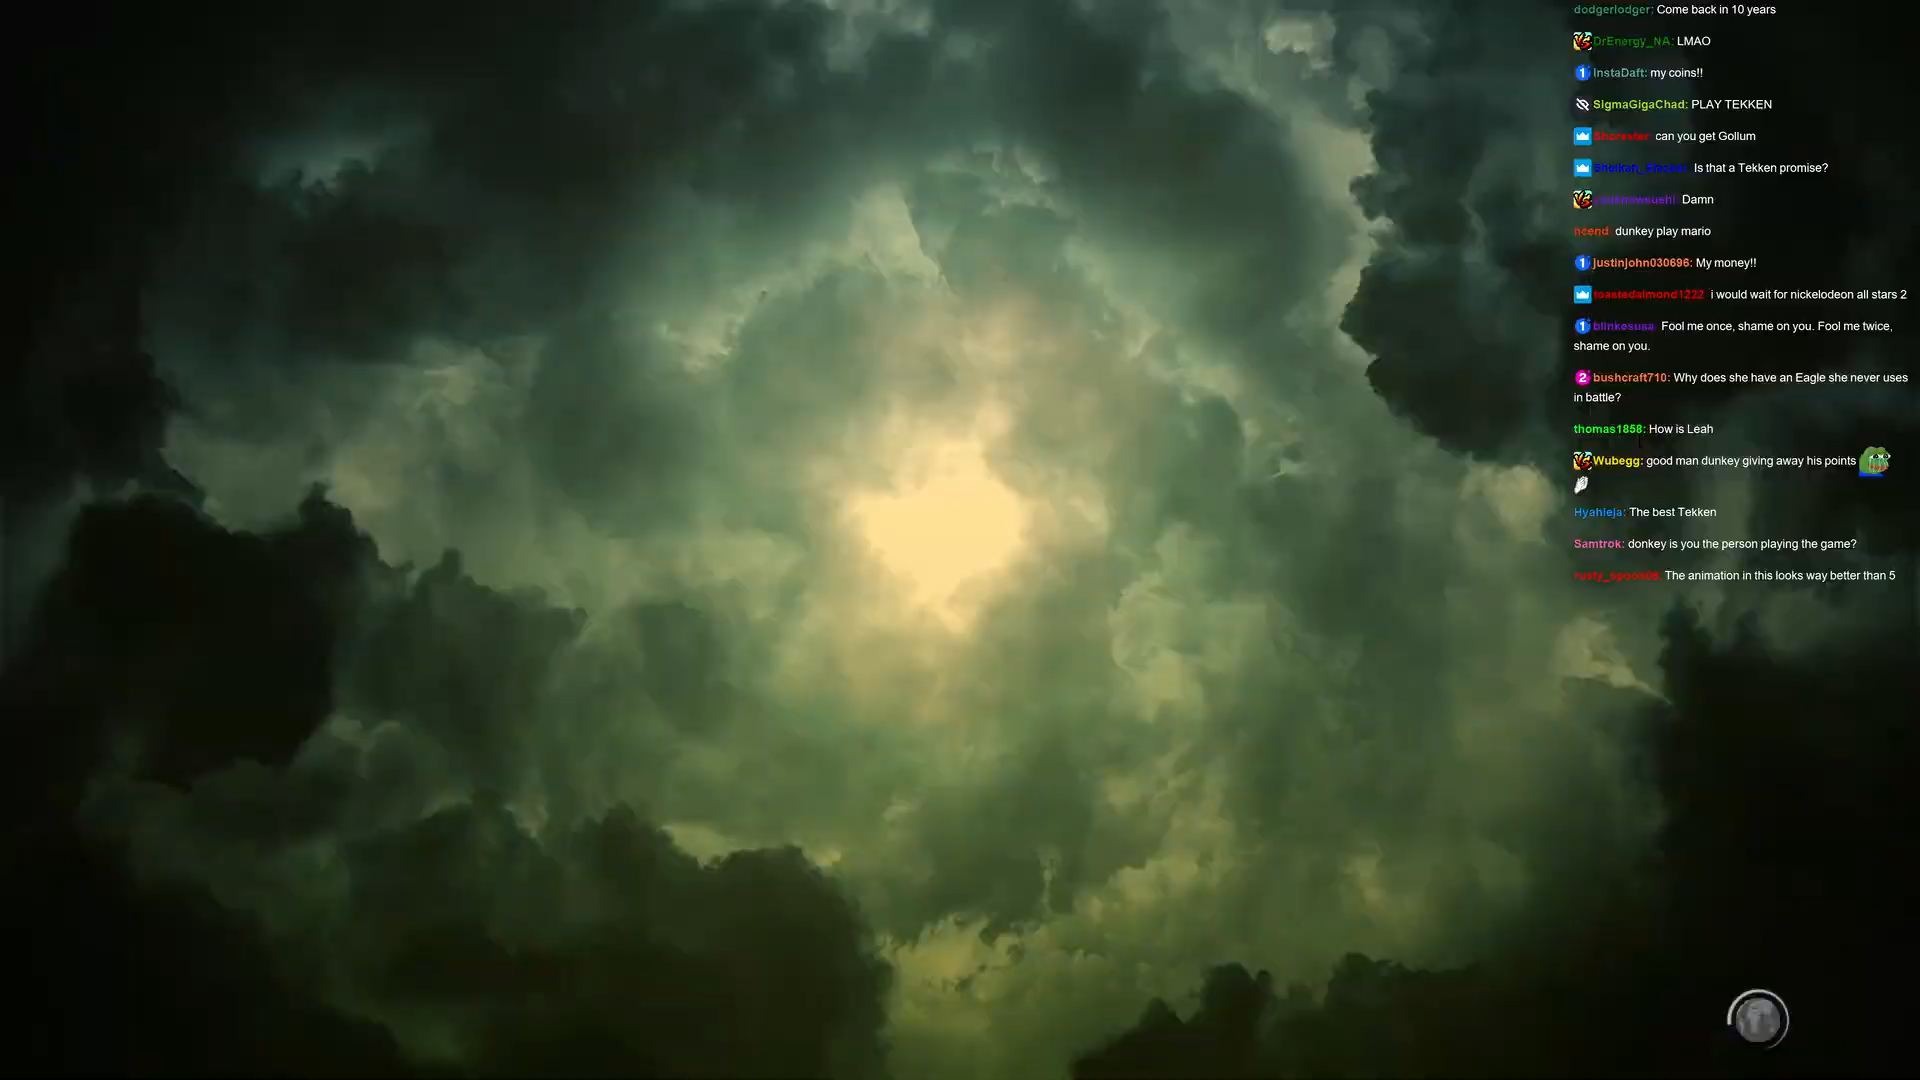 dodgerlodger: Come back in 10 years
DrEnergy_NA: LMAO
InstaDaft: my coins!!
SigmaGigaChad: PLAY TEKKEN
can you get Gollum
Is that a Tekken promise?
Damn
dunkey play mario
justinjohn030696: My money!!
toastedalmond1222 i would wait for nickelodeon all stars 2
blinkesusa Fool me once, shame on you. Fool me twice,
shame on you.
bushcraft710: Why does she have an Eagle she never uses
in battle?
thomas1858: How is Leah
Wubegg: good man dunkey giving away his points
Hyahleja: The best Tekken
Samtrok: donkey is you the person playing the game?
rusty_spoon06: The animation in this looks way better than 5